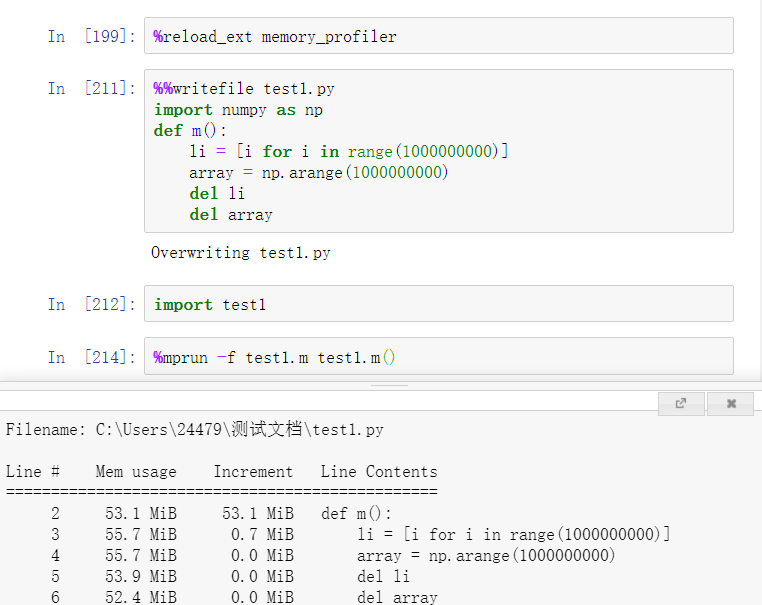 In [199]: %reload_ext memory_profiler
In [211]: %%writefile test1.py
import numpy as np
def m():
    li = [i for i in range(1000000000)]
    array = np.arange(1000000000)
    del li
    del array
Overwriting test1.py
In [212]: import test1
In [214]: %mprun -f test1.m test1.m()
Filename: C:\Users\24479\测试文档\test1.py
Line #    Mem usage    Increment   Line Contents
================================================
     2     53.1 MiB     53.1 MiB   def m():
     3     55.7 MiB      0.7 MiB       li = [i for i in range(1000000000)]
     4     55.7 MiB      0.0 MiB       array = np.arange(1000000000)
     5     53.9 MiB      0.0 MiB       del li
     6     52.4 MiB      0.0 MiB       del array